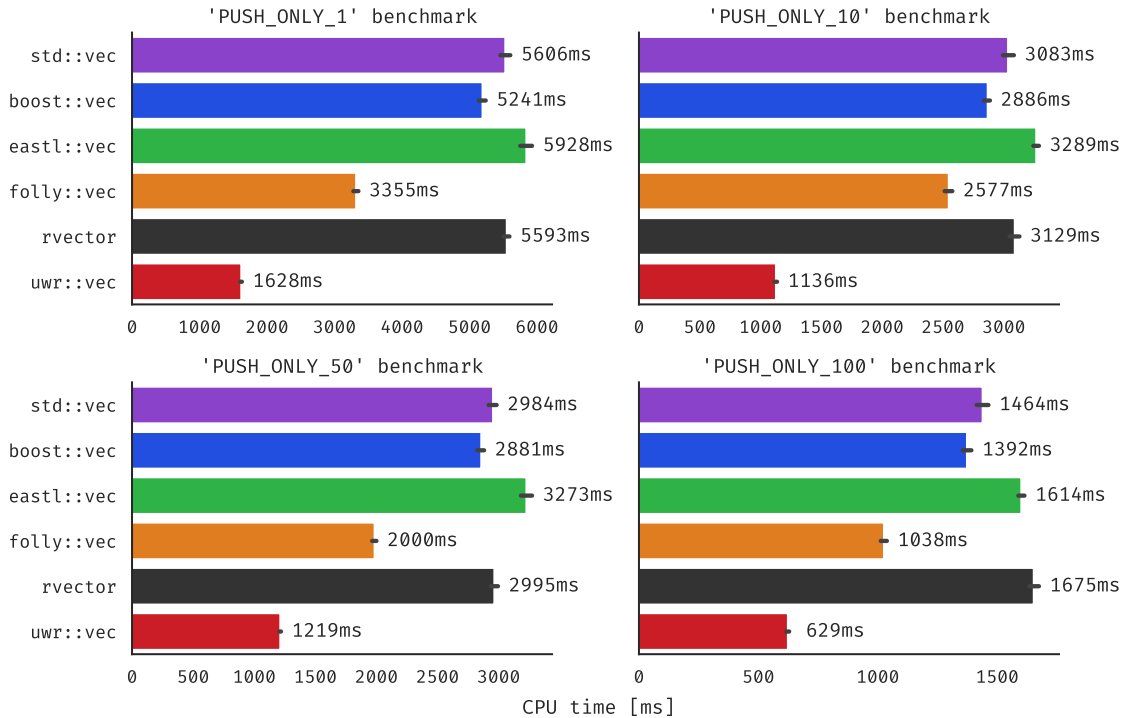 'PUSH_ONLY_1' benchmark
std::vec 5606ms
boost::vec 5241ms
eastl::vec 5928ms
folly::vec 3355ms
rvector 5593ms
uwr::vec 1628ms
0 1000 2000 3000 4000 5000 6000
'PUSH_ONLY_10' benchmark
3083ms
2886ms
3289ms
2577ms
3129ms
1136ms
0 500 1000 1500 2000 2500 3000
'PUSH_ONLY_50' benchmark
std::vec 2984ms
boost::vec 2881ms
eastl::vec 3273ms
folly::vec 2000ms
rvector 2995ms
uwr::vec 1219ms
0 500 1000 1500 2000 2500 3000
'PUSH_ONLY_100' benchmark
1464ms
1392ms
1614ms
1038ms
1675ms
629ms
0 500 1000 1500
CPU time [ms]